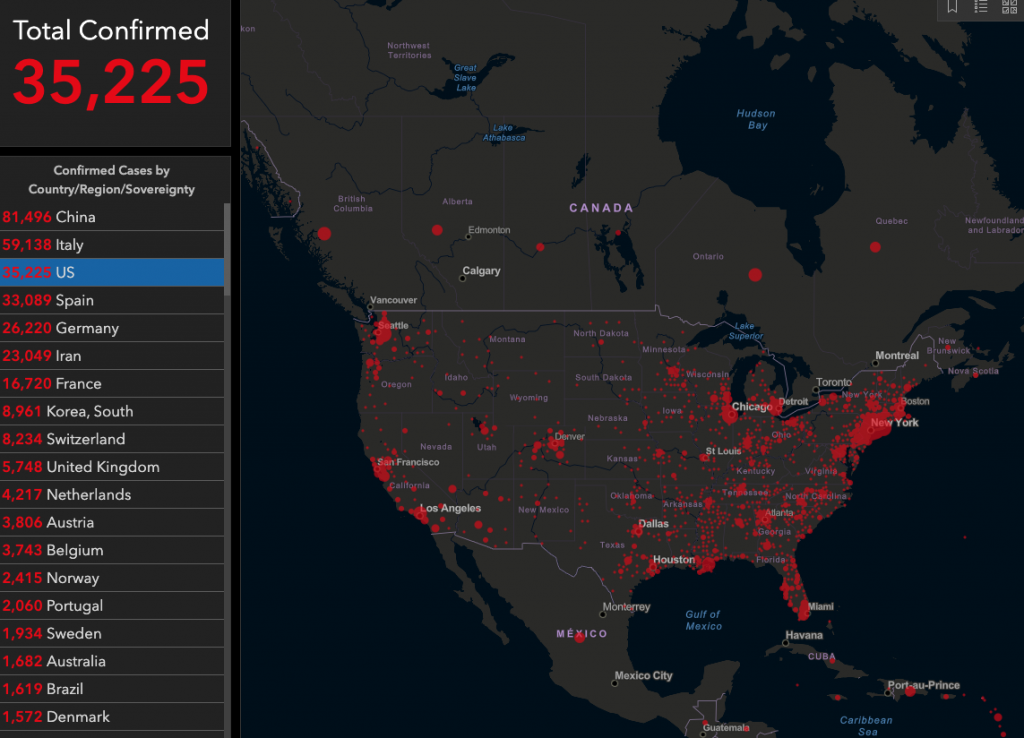 Total Confirmed
35,225
Confirmed Cases by
Country/Region/Sovereignty
81,496 China
59,138 Italy
35,225 US
33,089 Spain
26,220 Germany
23,049 Iran
16,720 France
8,961 Korea, South
8,234 Switzerland
5,748 United Kingdom
4,217 Netherlands
3,806 Austria
3,743 Belgium
2,415 Norway
2,060 Portugal
1,934 Sweden
1,682 Australia
1,619 Brazil
1,572 Denmark
kon
Northwest
Territories
Great
Slave
Lake
Lake
Athabasca
Hudson
Bay
British
Columbia
Alberta
CANADA
Edmonton
Quebec
Newfoundland
and Labrador
Ontario
Calgary
Vancouver
Seattle
Lake
Superior
Montana
North Dakota
Minnesota
Montreal
New
Brunswick
Nova Scotia
Oregon
Idaho
South Dakota
Wisconsin
Toronto
Wyoming
Iowa
Chicago
Detroit
New York
Boston
Nebraska
New York
Nevada
Utah
Denver
Ohio
San Francisco
Kansas
St Louis
Kentucky
Virginia
California
Los Angeles
New Mexico
Oklahoma
Arkansas
Tennessee
North Carolina
Dallas
Atlanta
Georgia
Texas
Houston
Florida
Monterrey
Gulf of
Mexico
Miami
MÉXICO
Havana
CUBA
Mexico City
Port-au-Prince
Guatemala
Caribbean
Sea